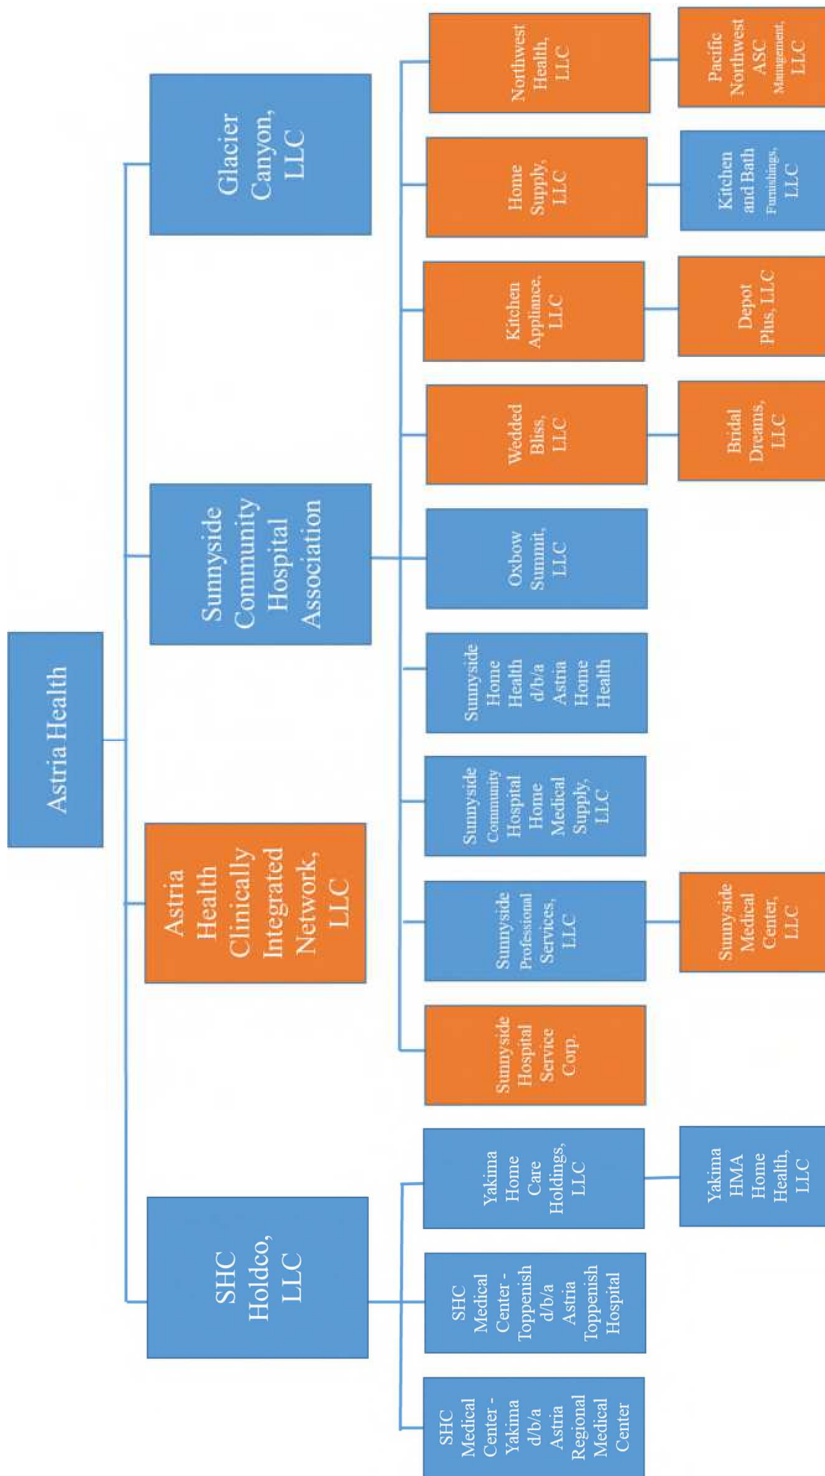 Astria Health
SHC
Holdco,
LLC
Astria
Health
Clinically
Integrated
Network,
LLC
Sunnyside
Community
Hospital
Association
Glacier
Canyon,
LLC
SHC
Medical
Center -
Yakima
d/b/a
Astria
Regional
Medical
Center
SHC
Medical
Center -
Toppenish
d/b/a
Astria
Toppenish
Hospital
Yakima
Home
Care
Holdings,
LLC
Sunnyside
Hospital
Service
Corp.
Sunnyside
Professional
Services,
LLC
Sunnyside
Community
Hospital
Home
Medical
Supply,
LLC
Sunnyside
Home
Health
d/b/a
Astria
Home
Health
Oxbow
Summit,
LLC
Wedded
Bliss,
LLC
Kitchen
Appliance,
LLC
Home
Supply,
LLC
Northwest
Health,
LLC
Yakima
HMA
Home
Health,
LLC
Sunnyside
Medical
Center,
LLC
Bridal
Dreams,
LLC
Depot
Plus, LLC
Kitchen
and Bath
Furnishings,
LLC
Pacific
Northwest
ASC
Management,
LLC